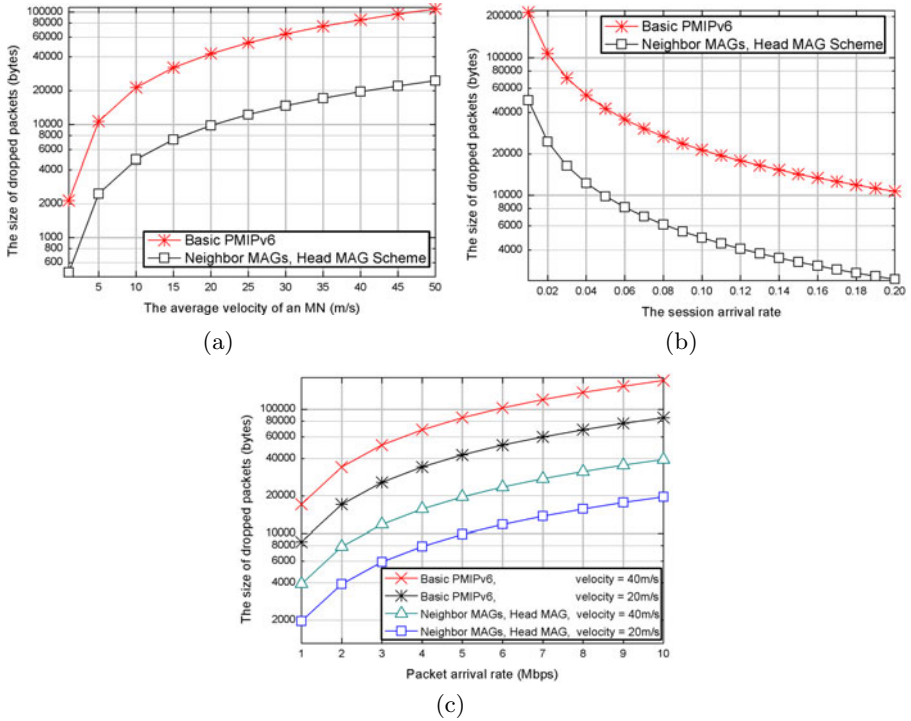 100000
80000
60000
40000
20000
10000
8000
6000
4000
2000
1000
800
600
The size of dropped packets (bytes)
Basic PMIPv6
Neighbor MAGs, Head MAG Scheme
5 10 15 20 25 30 35 40 45 50
The average velocity of an MN (m/s)
(a)
200000
100000
80000
60000
40000
20000
10000
8000
6000
4000
The size of dropped packets (bytes)
Basic PMIPv6
Neighbor MAGs, Head MAG Scheme
0.02 0.04 0.06 0.08 0.10 0.12 0.14 0.16 0.18 0.20
The session arrival rate
(b)
100000
80000
60000
40000
20000
10000
8000
6000
4000
2000
The size of dropped packets (bytes)
Basic PMIPv6, velocity = 40m/s
Basic PMIPv6, velocity = 20m/s
Neighbor MAGs, Head MAG, velocity = 40m/s
Neighbor MAGs, Head MAG, velocity = 20m/s
1 2 3 4 5 6 7 8 9 10
Packet arrival rate (Mbps)
(c)